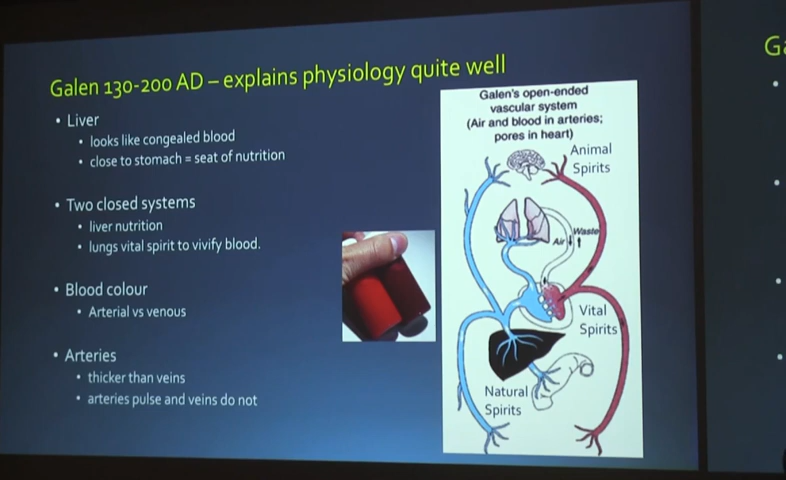 Galen 130-200 AD – explains physiology quite well
• Liver
• looks like congealed blood
• close to stomach = seat of nutrition
• Two closed systems
• liver nutrition
• lungs vital spirit to vivify blood.
• Blood colour
• Arterial vs venous
• Arteries
• thicker than veins
• arteries pulse and veins do not
Galen's open-ended
vascular system
(Air and blood in arteries;
pores in heart)
Animal
Spirits
Waste
Air
Vital
Spirits
Natural
Spirits